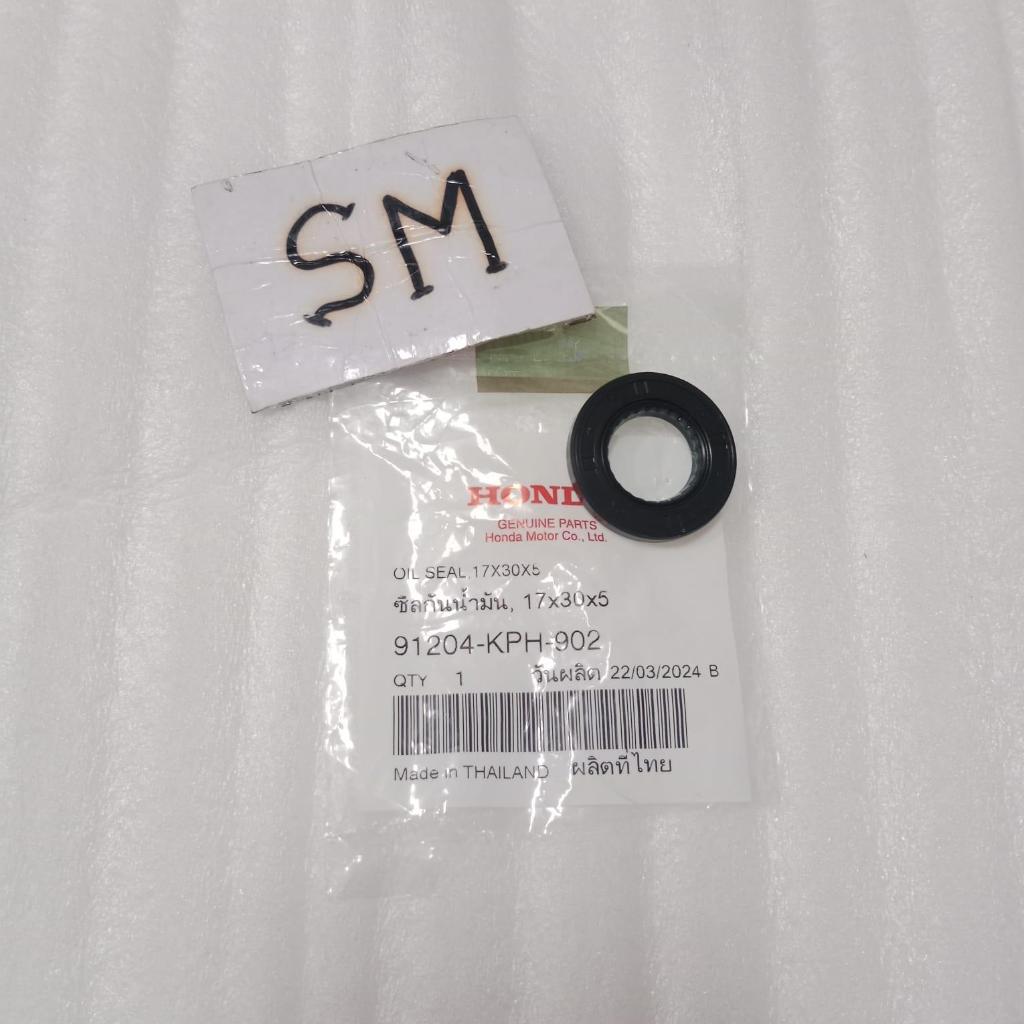 SM
HOND
GENUINE PARTS
Honda Motor Co., Ltd.
OIL SEAL,17X30X5
ซีลกันน้ำมัน, 17x30x5
91204-KPH-902
QTY 1 วันผลิต 22/03/2024 B
Made in THAILAND ผลิตที่ไทย